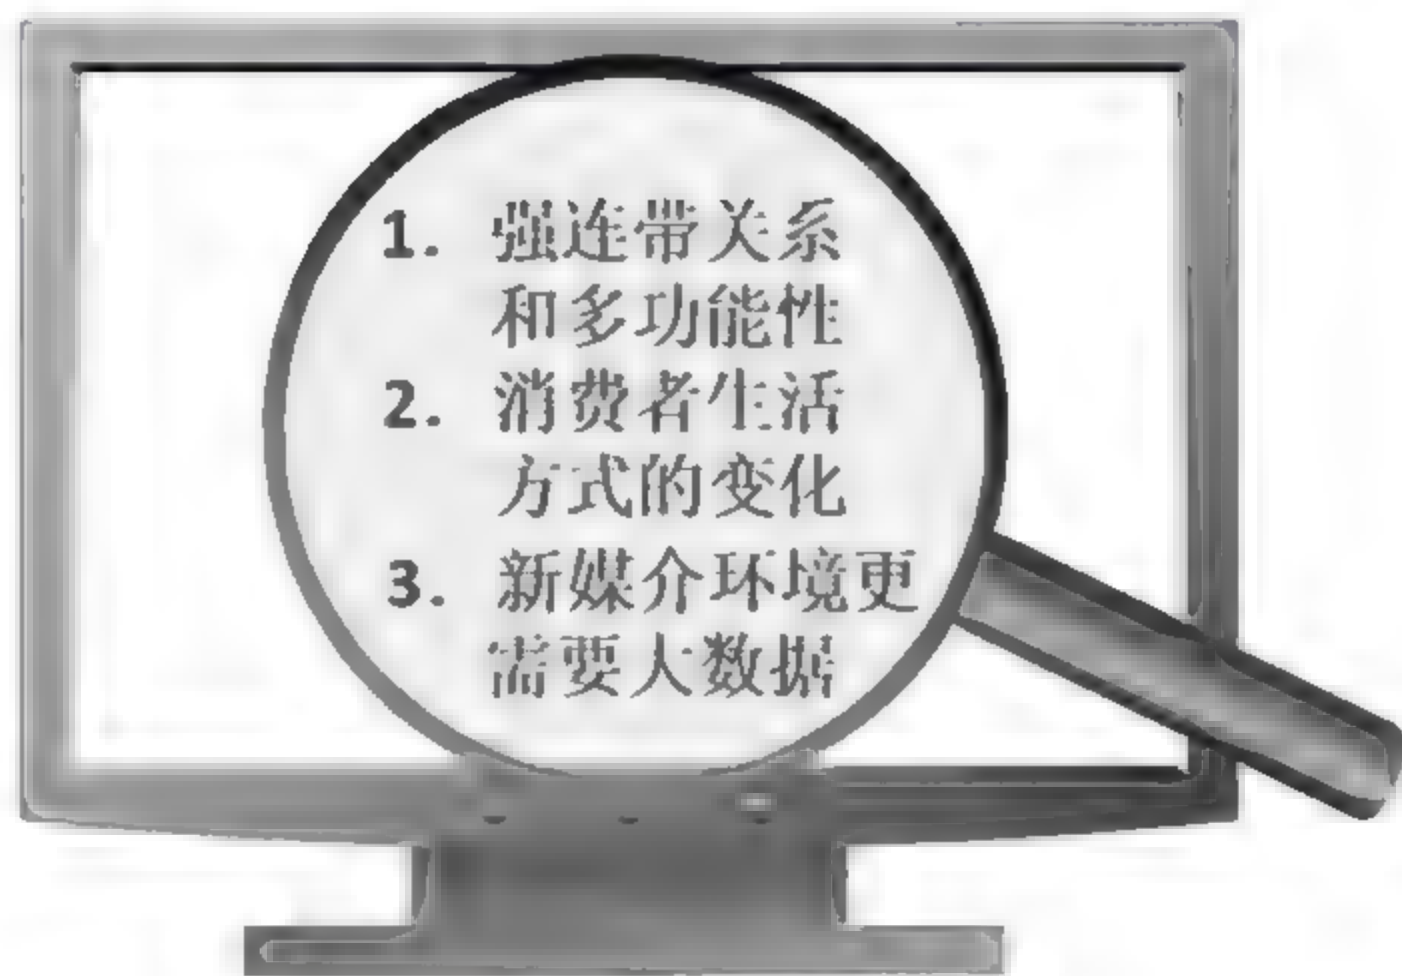 1. 强连带关系
和多功能性
2. 消费者生活
方式的变化
3. 新媒介环境更
需要大数据